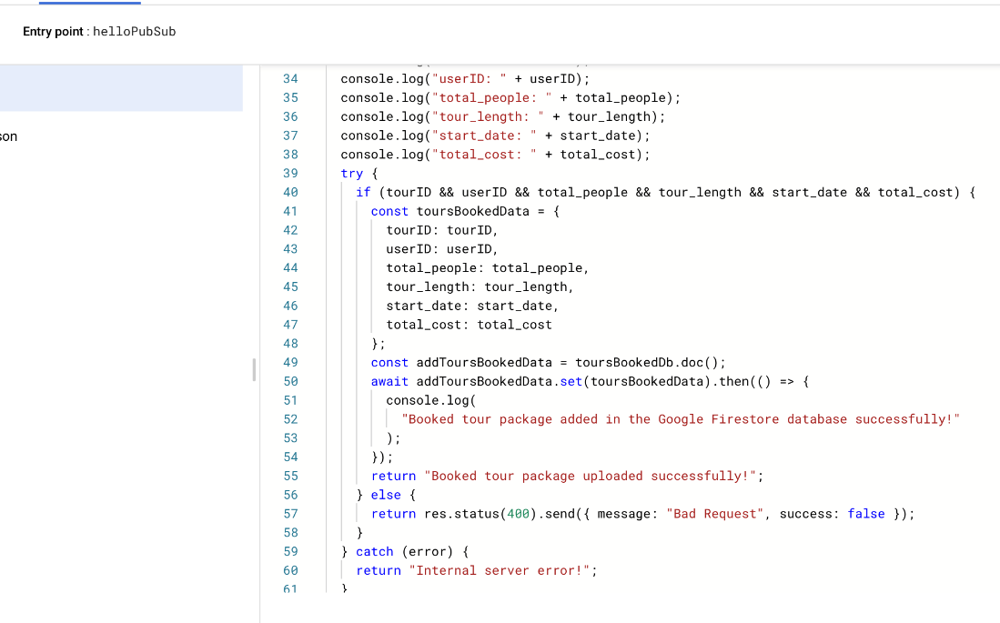 Entry point : helloPubSub
son
34 console.log("userID: " + userID);
35 console.log("total_people: " + total_people);
36 console.log("tour_length: " + tour_length);
37 console.log("start_date: " + start_date);
38 console.log("total_cost: " + total_cost);
39 try {
40 if (tourID && userID && total_people && tour_length && start_date && total_cost) {
41 const toursBookedData = {
42 tourID: tourID,
43 userID: userID,
44 total_people: total_people,
45 tour_length: tour_length,
46 start_date: start_date,
47 total_cost: total_cost
48 };
49 const addToursBookedData = toursBookedDb.doc();
50 await addToursBookedData.set(toursBookedData).then(() => {
51 console.log(
52 "Booked tour package added in the Google Firestore database successfully!"
53 );
54 });
55 return "Booked tour package uploaded successfully!";
56 } else {
57 return res.status(400).send({ message: "Bad Request", success: false });
58 }
59 } catch (error) {
60 return "Internal server error!";
61 }